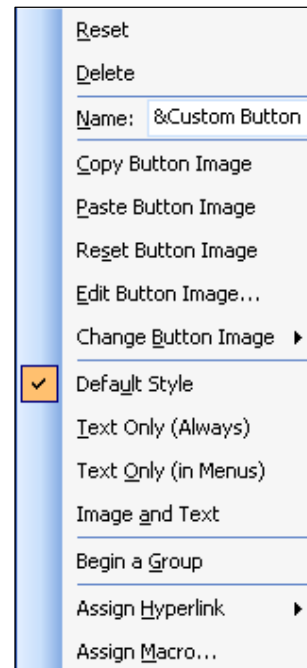 Reset
Delete
Name: &Custom Button
Copy Button Image
Paste Button Image
Reset Button Image
Edit Button Image...
Change Button Image
Default Style
Text Only (Always)
Text Only (in Menus)
Image and Text
Begin a Group
Assign Hyperlink
Assign Macro...